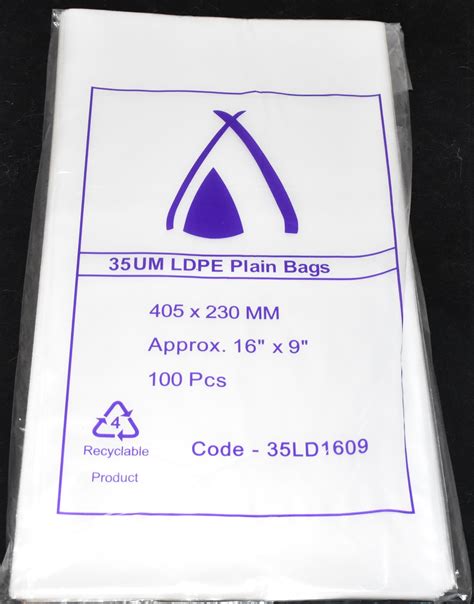 35UM LDPE Plain Bags
405 x 230 MM
Approx. 16" x 9"
100 Pcs
4
Recyclable
Product
Code - 35LD1609